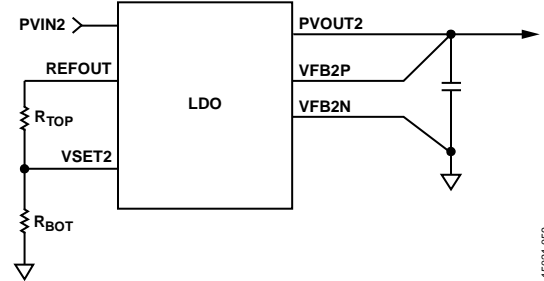 PVIN2
PVOUT2
REFOUT
VFB2P
LDO
VFB2N
RTOP
VSET2
RBOT